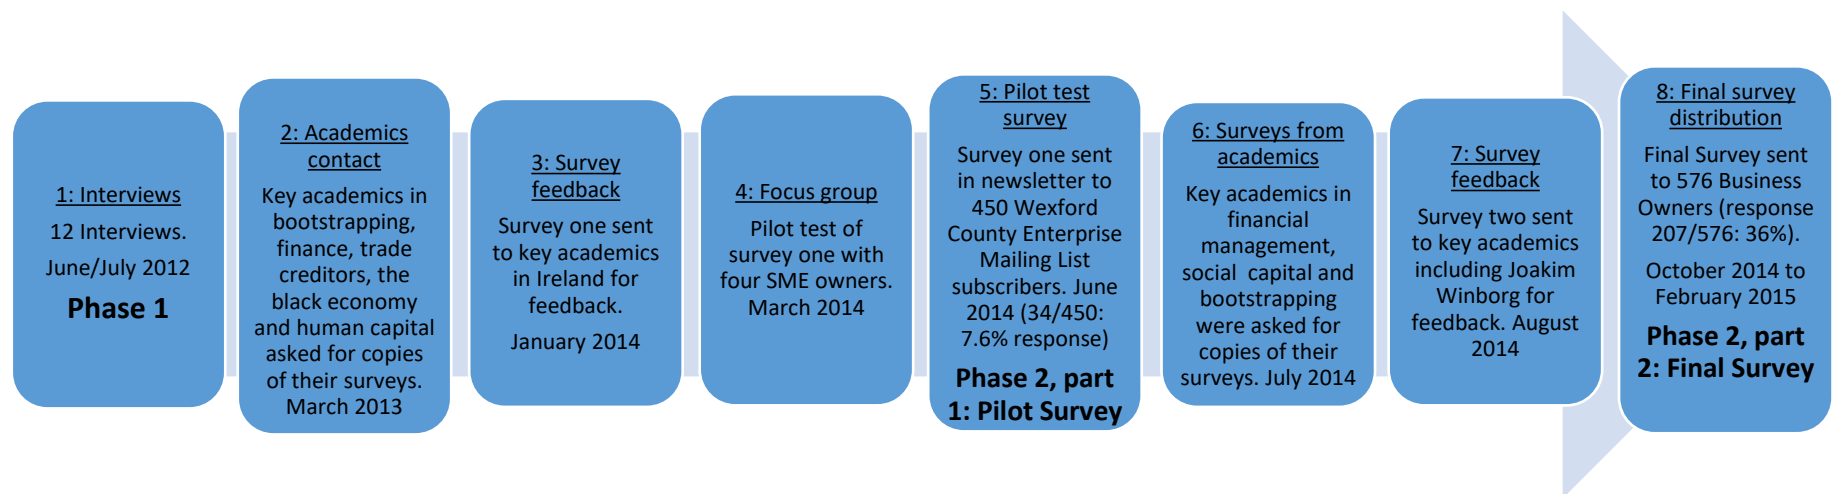 1: Interviews
12 Interviews.
June/July 2012
Phase 1
2: Academics
contact
Key academics in
bootstrapping,
finance, trade
creditors, the
black economy
and human capital
asked for copies
of their surveys.
March 2013
3: Survey
feedback
Survey one sent
to key academics
in Ireland for
feedback.
January 2014
4: Focus group
Pilot test of
survey one with
four SME owners.
March 2014
5: Pilot test
survey
Survey one sent
in newsletter to
450 Wexford
County Enterprise
Mailing List
subscribers. June
2014 (34/450:
7.6% response)
Phase 2, part
1: Pilot Survey
6: Surveys from
academics
Key academics in
financial
management,
social capital and
bootstrapping
were asked for
copies of their
surveys. July 2014
7: Survey
feedback
Survey two sent
to key academics
including Joakim
Winborg for
feedback. August
2014
8: Final survey
distribution
Final Survey sent
to 576 Business
Owners (response
207/576: 36%).
October 2014 to
February 2015
Phase 2, part
2: Final Survey